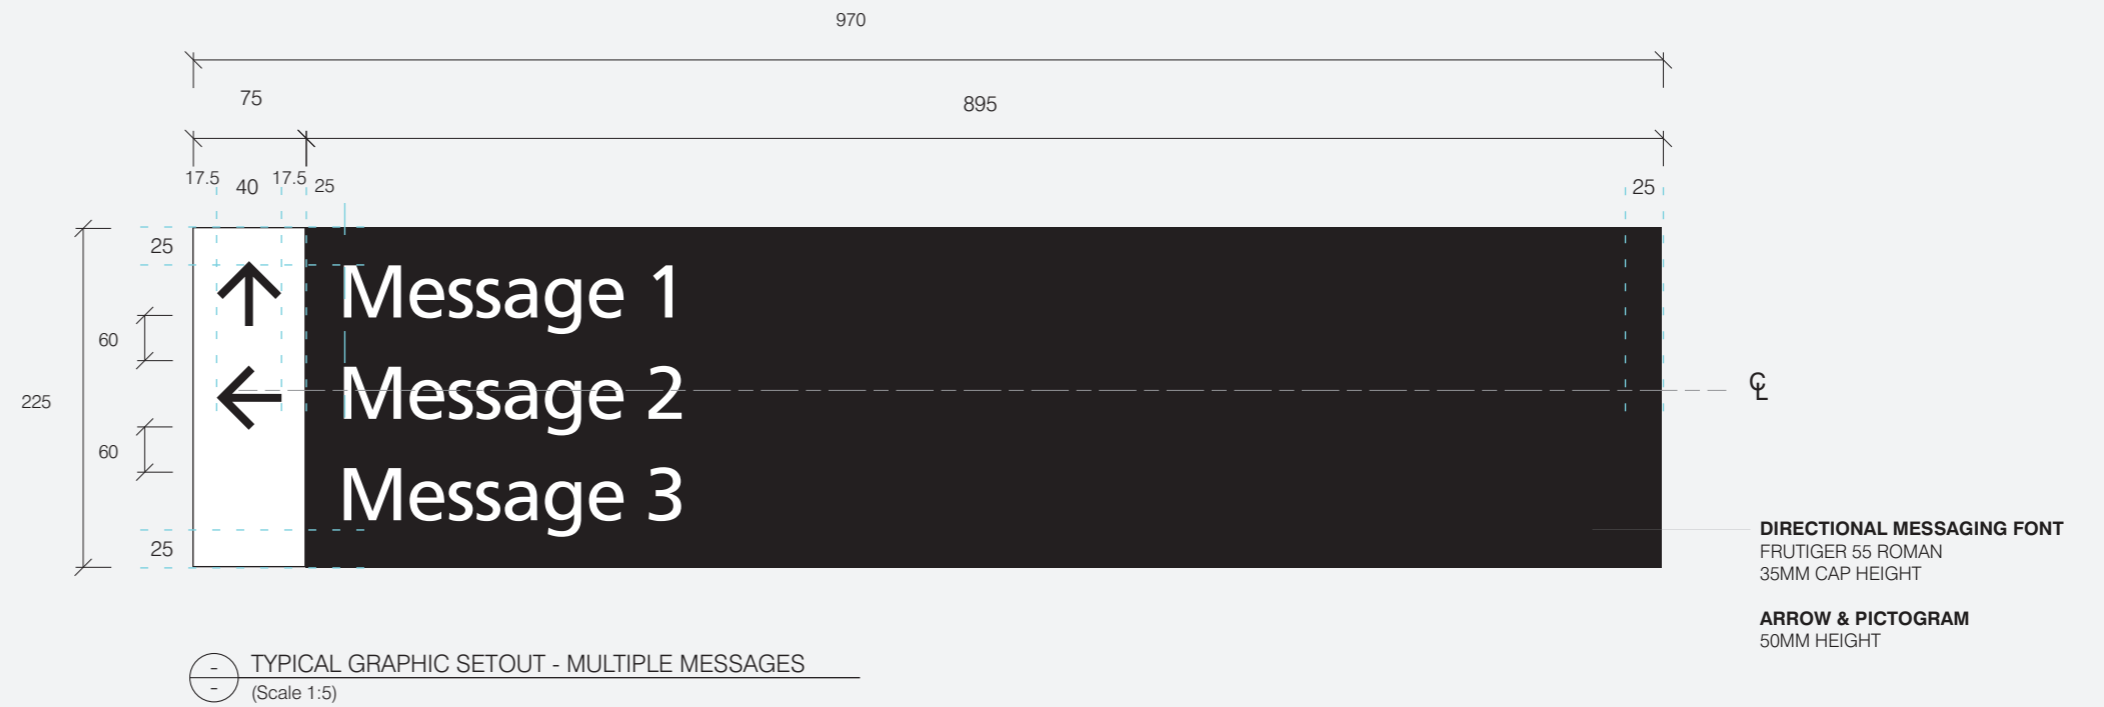 970
75
895
17.5
40
17.5
25
25
25
60
225
60
25
Message 1
Message 2
Message 3
℄
DIRECTIONAL MESSAGING FONT
FRUTIGER 55 ROMAN
35MM CAP HEIGHT
ARROW & PICTOGRAM
50MM HEIGHT
-
-
TYPICAL GRAPHIC SETOUT - MULTIPLE MESSAGES
(Scale 1:5)